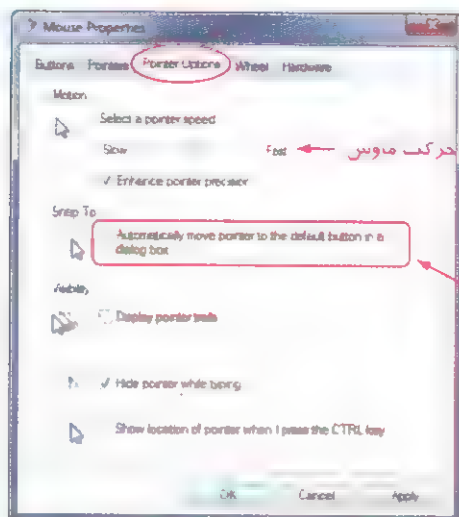 Mouse Properties
Buttons Pointers Pointer Options Wheel Hardware
Motion
Select a pointer speed
Slow Fast حرکت ماوس
✓ Enhance pointer precision
Snap To
Automatically move pointer to the default button in a
dialog box
Visibility
Display pointer trails
✓ Hide pointer while typing
Show location of pointer when I press the CTRL key
OK Cancel Apply